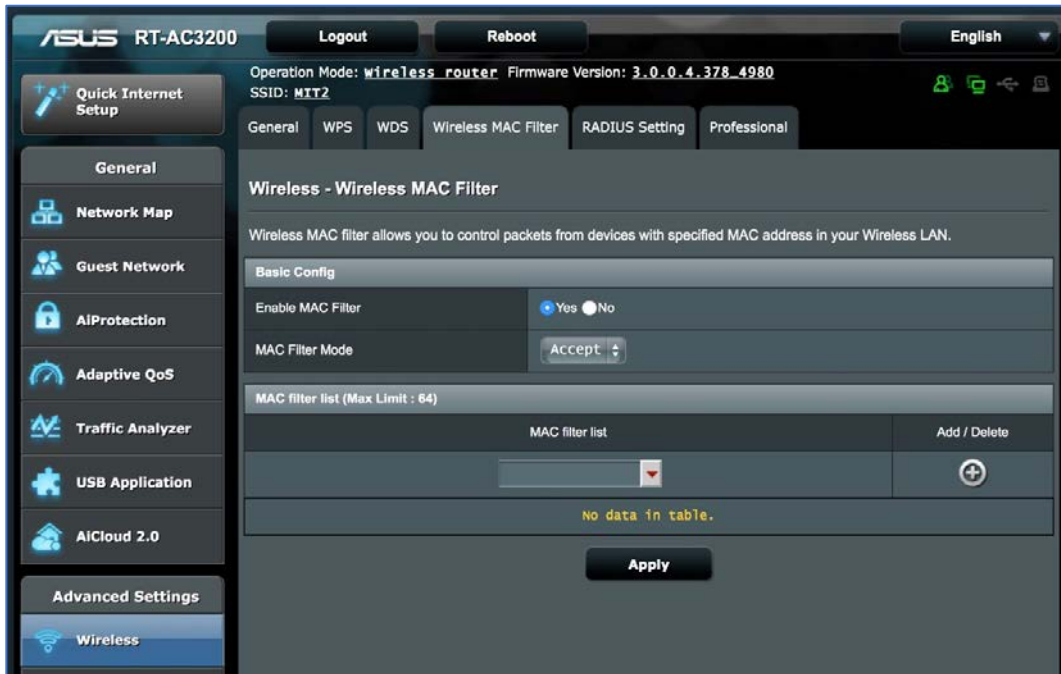 ASUS RT-AC3200 Logout Reboot English
Quick Internet Setup
Operation Mode: Wireless router Firmware Version: 3.0.0.4.378_4980
SSID: MIT2
General WPS WDS Wireless MAC Filter RADIUS Setting Professional
General
Network Map
Guest Network
AiProtection
Adaptive QoS
Traffic Analyzer
USB Application
AiCloud 2.0
Advanced Settings
Wireless
Wireless - Wireless MAC Filter
Wireless MAC filter allows you to control packets from devices with specified MAC address in your Wireless LAN.
Basic Config
Enable MAC Filter Yes No
MAC Filter Mode Accept
MAC filter list (Max Limit : 64)
MAC filter list Add / Delete
No data in table.
Apply